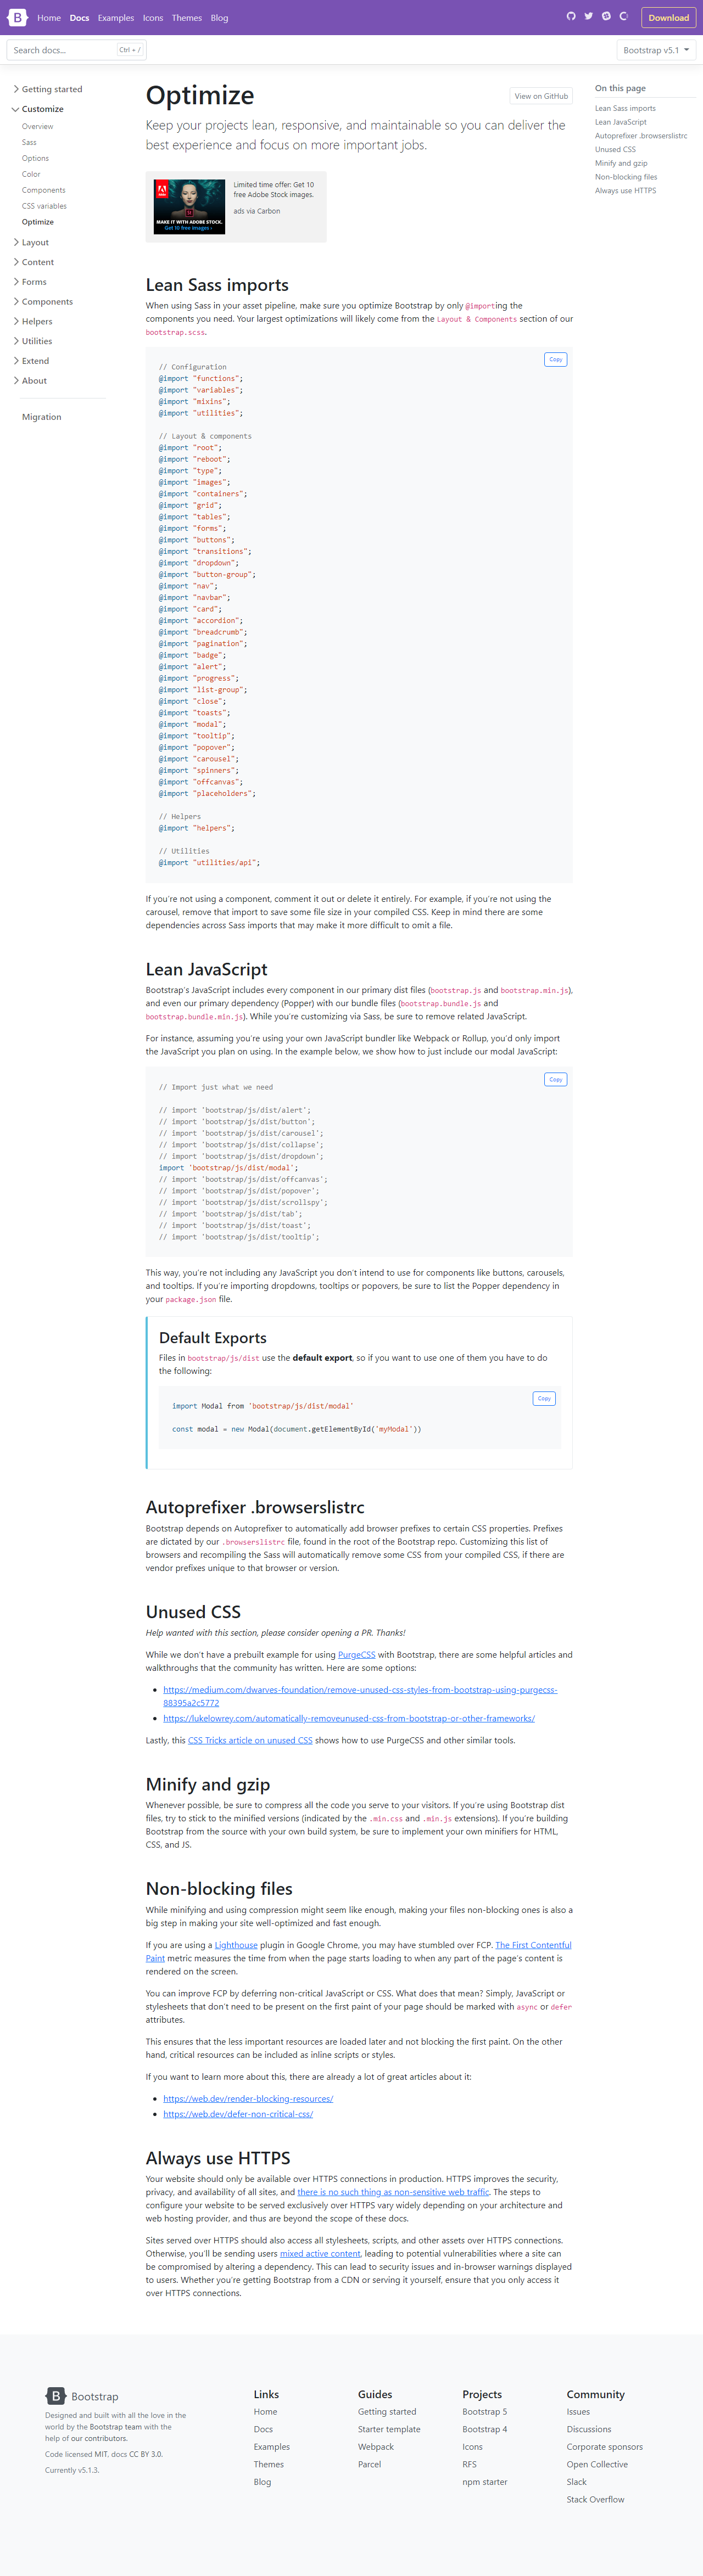 B
Home
Docs
Examples
Icons
Themes
Blog
Download
Search docs...
Ctrl + /
Bootstrap v5.1
Getting started
Customize
Overview
Sass
Options
Color
Components
CSS variables
Optimize
Layout
Content
Forms
Components
Helpers
Utilities
Extend
About
Migration
Optimize
View on GitHub
Keep your projects lean, responsive, and maintainable so you can deliver the
best experience and focus on more important jobs.
MAKE IT WITH ADOBE STOCK.
Get 10 free images ›
Limited time offer: Get 10
free Adobe Stock images.
ads via Carbon
On this page
Lean Sass imports
Lean JavaScript
Autoprefixer .browserslistrc
Unused CSS
Minify and gzip
Non-blocking files
Always use HTTPS
Lean Sass imports
When using Sass in your asset pipeline, make sure you optimize Bootstrap by only @importing the
components you need. Your largest optimizations will likely come from the Layout & Components section of our
bootstrap.scss.
Copy
// Configuration
@import "functions";
@import "variables";
@import "mixins";
@import "utilities";
// Layout & components
@import "root";
@import "reboot";
@import "type";
@import "images";
@import "containers";
@import "grid";
@import "tables";
@import "forms";
@import "buttons";
@import "transitions";
@import "dropdown";
@import "button-group";
@import "nav";
@import "navbar";
@import "card";
@import "accordion";
@import "breadcrumb";
@import "pagination";
@import "badge";
@import "alert";
@import "progress";
@import "list-group";
@import "close";
@import "toasts";
@import "modal";
@import "tooltip";
@import "popover";
@import "carousel";
@import "spinners";
@import "offcanvas";
@import "placeholders";
// Helpers
@import "helpers";
// Utilities
@import "utilities/api";
If you're not using a component, comment it out or delete it entirely. For example, if you're not using the
carousel, remove that import to save some file size in your compiled CSS. Keep in mind there are some
dependencies across Sass imports that may make it more difficult to omit a file.
Lean JavaScript
Bootstrap's JavaScript includes every component in our primary dist files (bootstrap.js and bootstrap.min.js),
and even our primary dependency (Popper) with our bundle files (bootstrap.bundle.js and
bootstrap.bundle.min.js). While you're customizing via Sass, be sure to remove related JavaScript.
For instance, assuming you're using your own JavaScript bundler like Webpack or Rollup, you'd only import
the JavaScript you plan on using. In the example below, we show how to just include our modal JavaScript:
Copy
// Import just what we need
// import 'bootstrap/js/dist/alert';
// import 'bootstrap/js/dist/button';
// import 'bootstrap/js/dist/carousel';
// import 'bootstrap/js/dist/collapse';
// import 'bootstrap/js/dist/dropdown';
import 'bootstrap/js/dist/modal';
// import 'bootstrap/js/dist/offcanvas';
// import 'bootstrap/js/dist/popover';
// import 'bootstrap/js/dist/scrollspy';
// import 'bootstrap/js/dist/tab';
// import 'bootstrap/js/dist/toast';
// import 'bootstrap/js/dist/tooltip';
This way, you're not including any JavaScript you don't intend to use for components like buttons, carousels,
and tooltips. If you're importing dropdowns, tooltips or popovers, be sure to list the Popper dependency in
your package.json file.
Default Exports
Files in bootstrap/js/dist use the default export, so if you want to use one of them you have to do
the following:
Copy
import Modal from 'bootstrap/js/dist/modal'
const modal = new Modal(document.getElementById('myModal'))
Autoprefixer .browserslistrc
Bootstrap depends on Autoprefixer to automatically add browser prefixes to certain CSS properties. Prefixes
are dictated by our .browserslistrc file, found in the root of the Bootstrap repo. Customizing this list of
browsers and recompiling the Sass will automatically remove some CSS from your compiled CSS, if there are
vendor prefixes unique to that browser or version.
Unused CSS
Help wanted with this section, please consider opening a PR. Thanks!
While we don't have a prebuilt example for using PurgeCSS with Bootstrap, there are some helpful articles and
walkthroughs that the community has written. Here are some options:
https://medium.com/dwarves-foundation/remove-unused-css-styles-from-bootstrap-using-purgecss-
88395a2c5772
https://lukelowrey.com/automatically-removeunused-css-from-bootstrap-or-other-frameworks/
Lastly, this CSS Tricks article on unused CSS shows how to use PurgeCSS and other similar tools.
Minify and gzip
Whenever possible, be sure to compress all the code you serve to your visitors. If you're using Bootstrap dist
files, try to stick to the minified versions (indicated by the .min.css and .min.js extensions). If you're building
Bootstrap from the source with your own build system, be sure to implement your own minifiers for HTML,
CSS, and JS.
Non-blocking files
While minifying and using compression might seem like enough, making your files non-blocking ones is also a
big step in making your site well-optimized and fast enough.
If you are using a Lighthouse plugin in Google Chrome, you may have stumbled over FCP. The First Contentful
Paint metric measures the time from when the page starts loading to when any part of the page's content is
rendered on the screen.
You can improve FCP by deferring non-critical JavaScript or CSS. What does that mean? Simply, JavaScript or
stylesheets that don't need to be present on the first paint of your page should be marked with async or defer
attributes.
This ensures that the less important resources are loaded later and not blocking the first paint. On the other
hand, critical resources can be included as inline scripts or styles.
If you want to learn more about this, there are already a lot of great articles about it:
https://web.dev/render-blocking-resources/
https://web.dev/defer-non-critical-css/
Always use HTTPS
Your website should only be available over HTTPS connections in production. HTTPS improves the security,
privacy, and availability of all sites, and there is no such thing as non-sensitive web traffic. The steps to
configure your website to be served exclusively over HTTPS vary widely depending on your architecture and
web hosting provider, and thus are beyond the scope of these docs.
Sites served over HTTPS should also access all stylesheets, scripts, and other assets over HTTPS connections.
Otherwise, you'll be sending users mixed active content, leading to potential vulnerabilities where a site can
be compromised by altering a dependency. This can lead to security issues and in-browser warnings displayed
to users. Whether you're getting Bootstrap from a CDN or serving it yourself, ensure that you only access it
over HTTPS connections.
B Bootstrap
Designed and built with all the love in the
world by the Bootstrap team with the
help of our contributors.
Code licensed MIT, docs CC BY 3.0.
Currently v5.1.3.
Links
Home
Docs
Examples
Themes
Blog
Guides
Getting started
Starter template
Webpack
Parcel
Projects
Bootstrap 5
Bootstrap 4
Icons
RFS
npm starter
Community
Issues
Discussions
Corporate sponsors
Open Collective
Slack
Stack Overflow